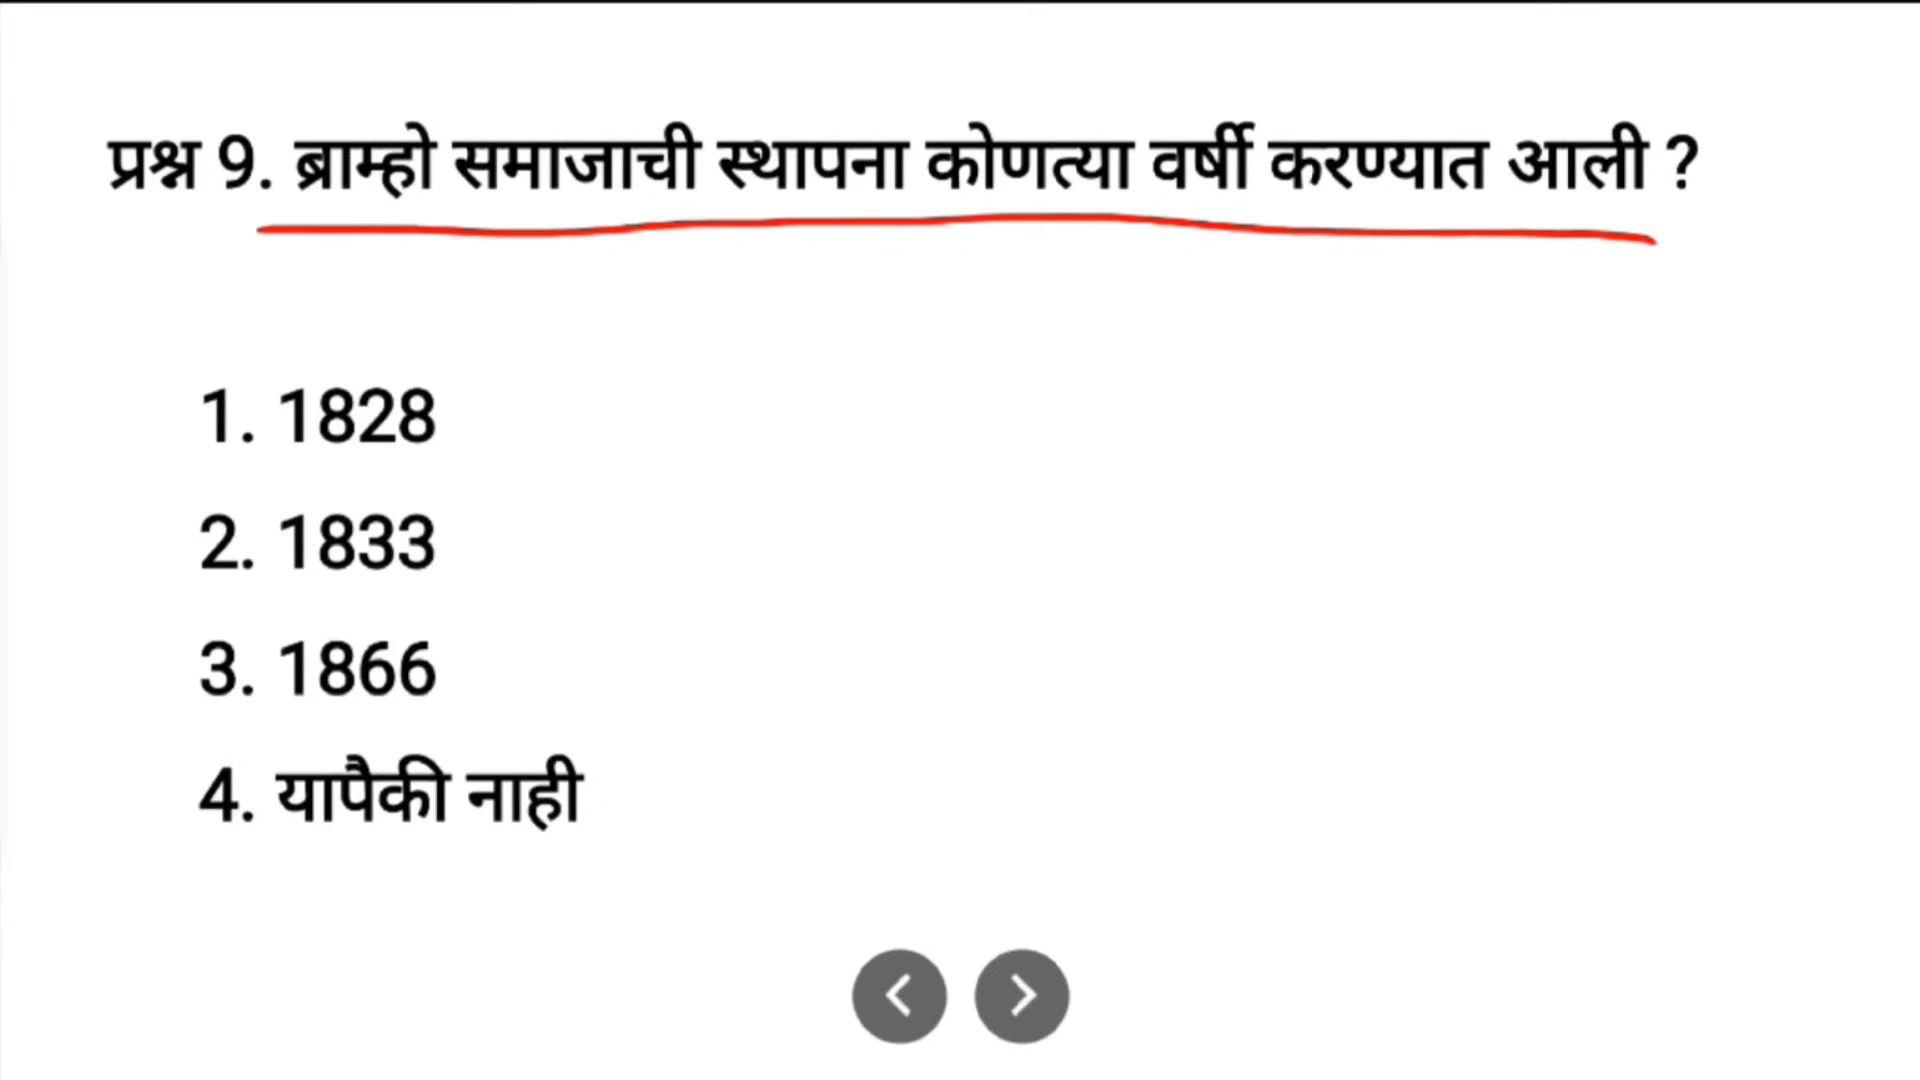 प्रश्न 9. ब्राम्हो समाजाची स्थापना कोणत्या वर्षी करण्यात आली ?
1. 1828
2. 1833
3. 1866
4. यापैकी नाही